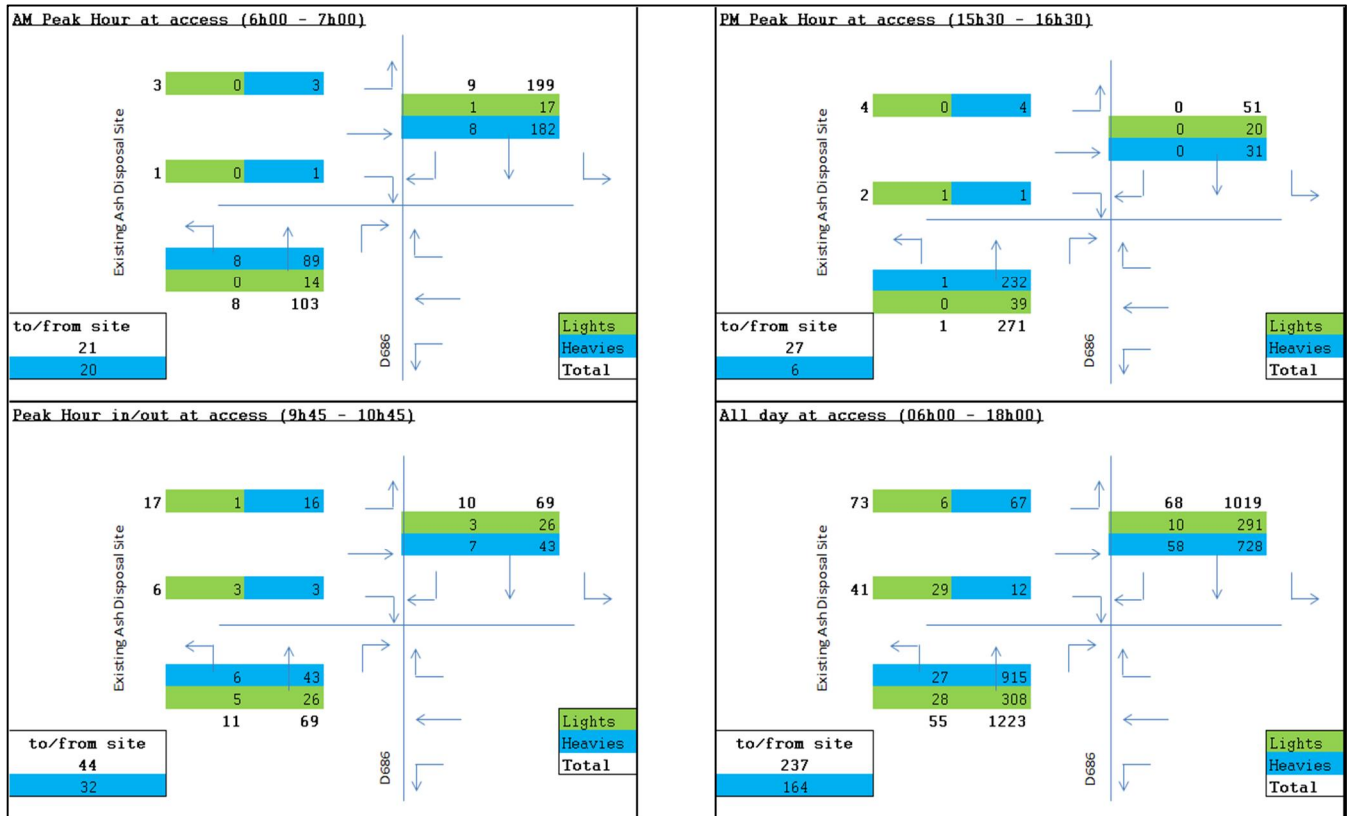 AM Peak Hour at access (6h00 - 7h00)
3 0 3
9 199
1 17
8 182
Existing Ash Disposal Site
1 0 1
8 89
0 14
8 103
to/from site
21
20
D686
Lights
Heavies
Total
PM Peak Hour at access (15h30 - 16h30)
4 0 4
0 51
0 20
0 31
Existing Ash Disposal Site
2 1 1
1 232
0 39
1 271
to/from site
27
6
D686
Lights
Heavies
Total
Peak Hour in/out at access (9h45 - 10h45)
17 1 16
10 69
3 26
7 43
Existing Ash Disposal Site
6 3 3
6 43
5 26
11 69
to/from site
44
32
D686
Lights
Heavies
Total
All day at access (06h00 - 18h00)
73 6 67
68 1019
10 291
58 728
Existing Ash Disposal Site
41 29 12
27 915
28 308
55 1223
to/from site
237
164
D686
Lights
Heavies
Total